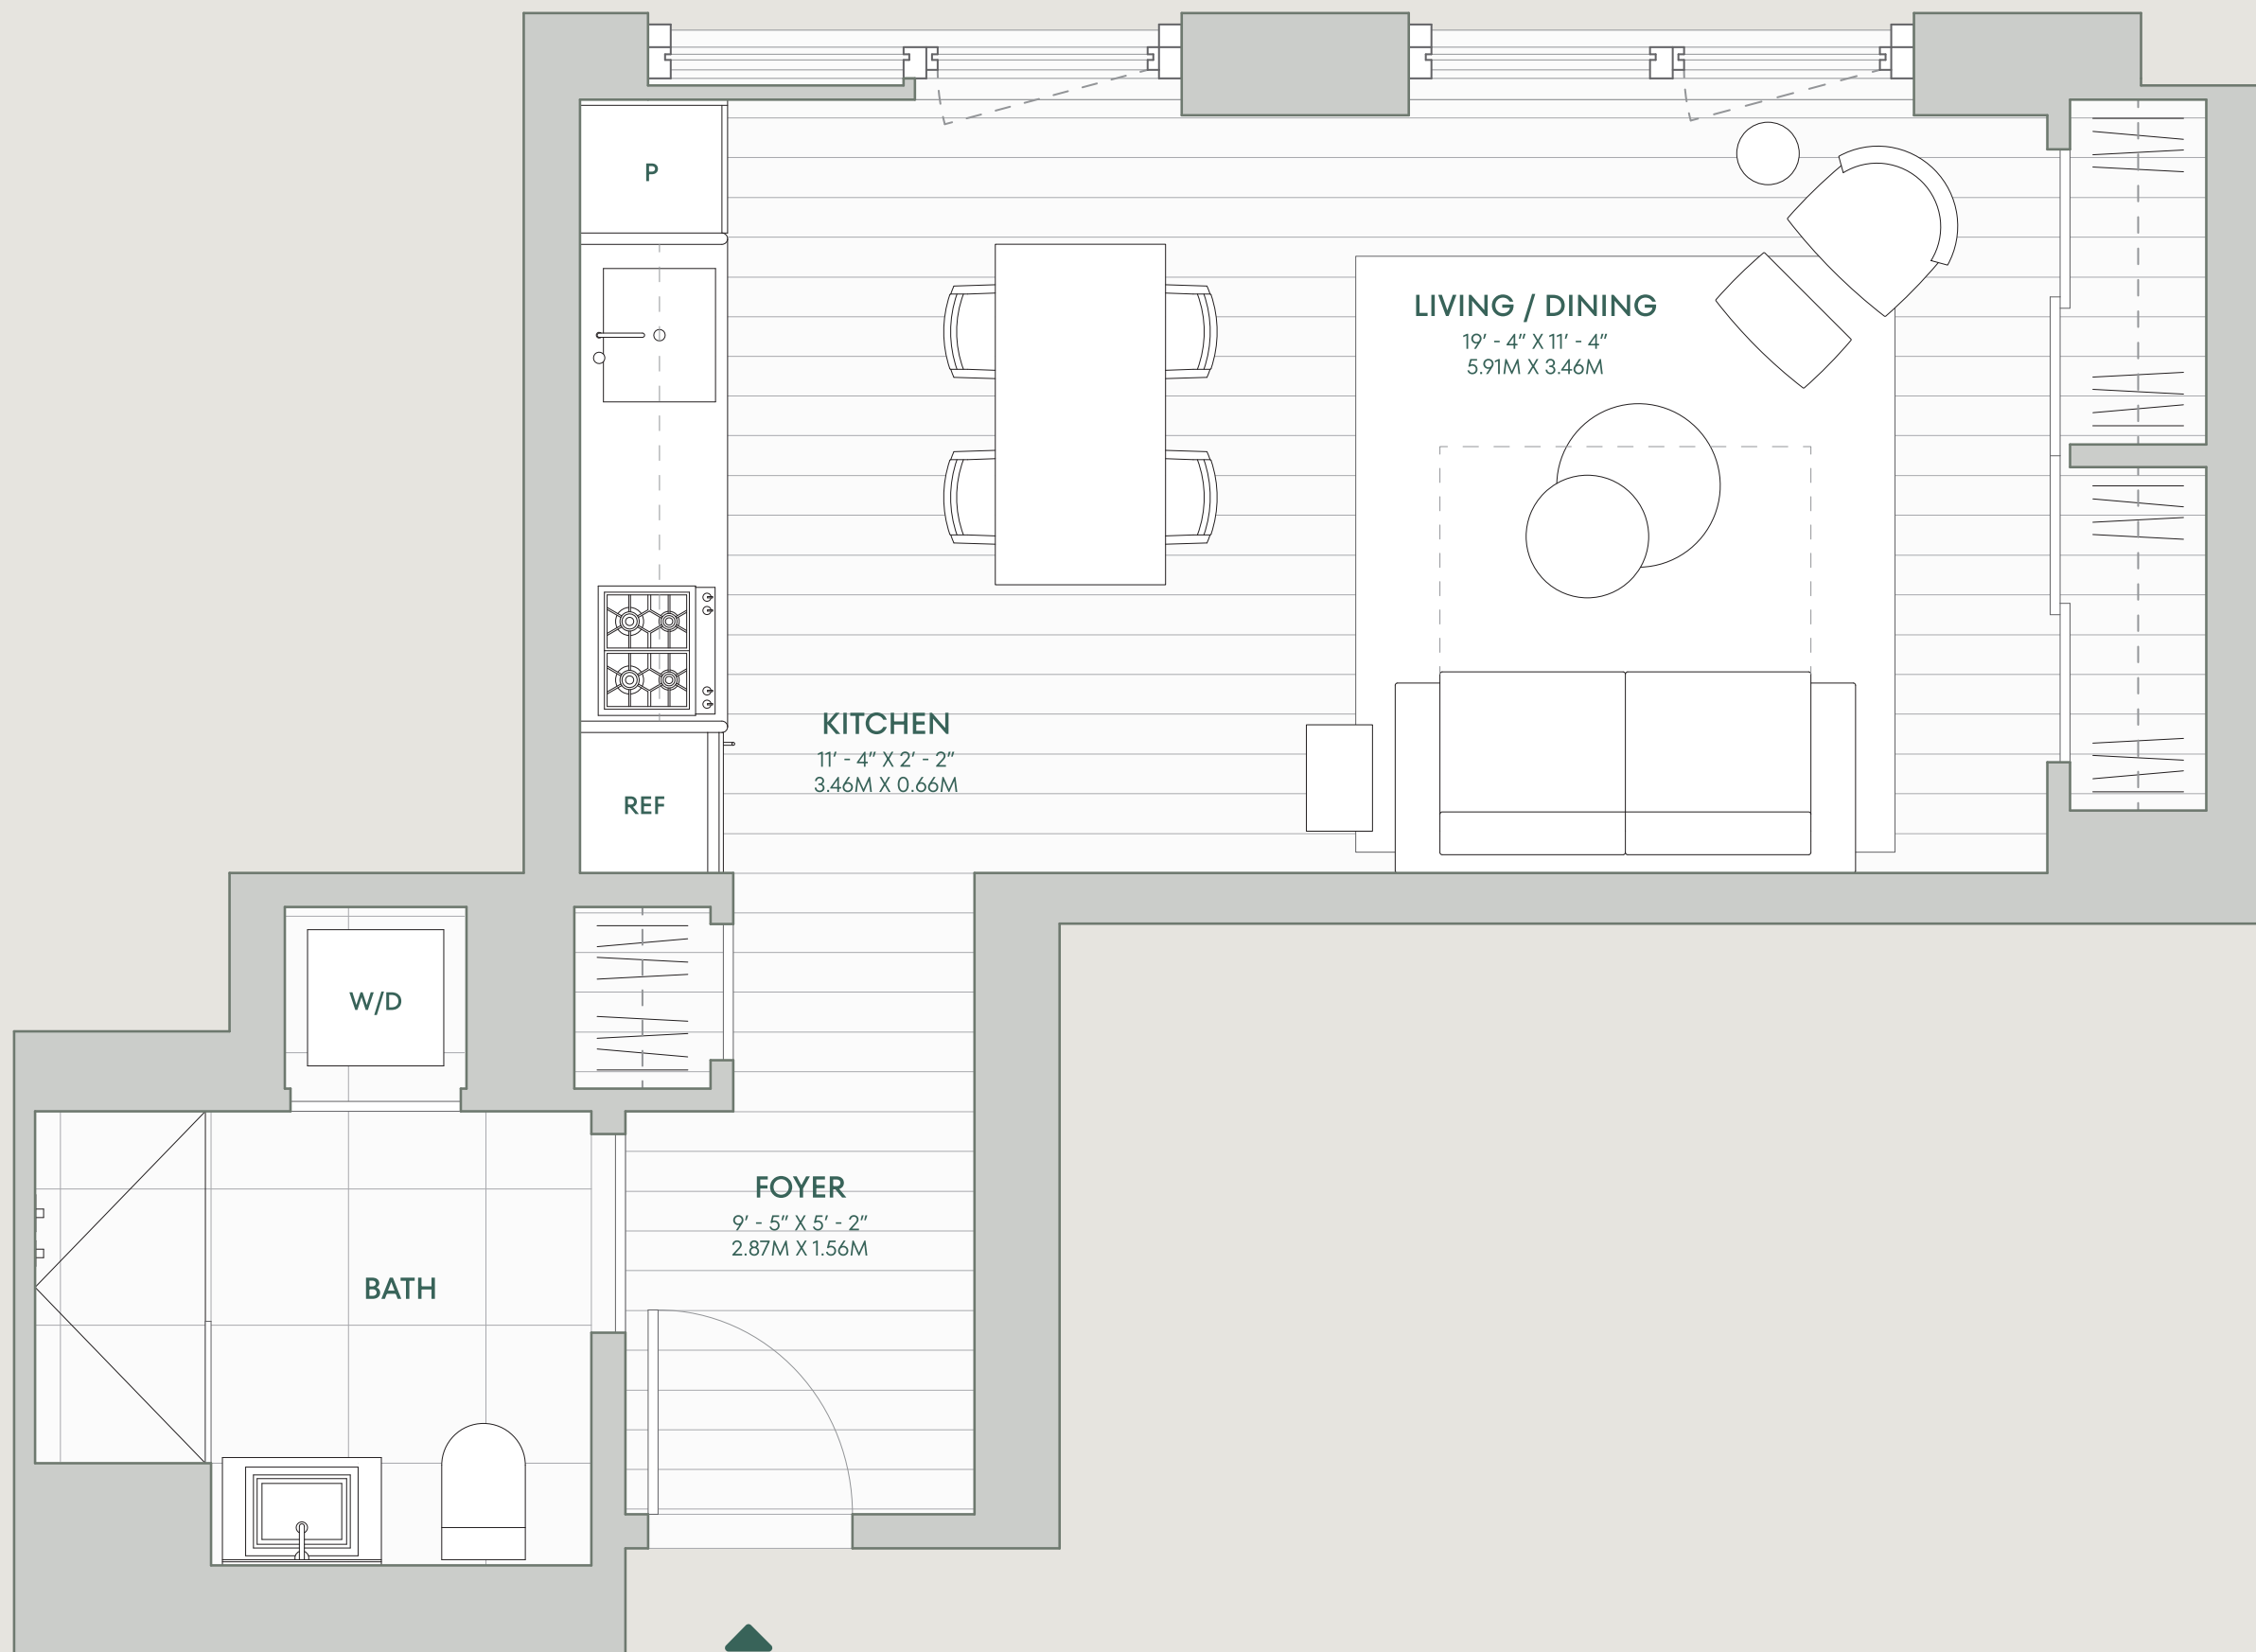 P
LIVING / DINING
19’ - 4” X 11’ - 4”
5.91M X 3.46M
KITCHEN
11’ - 4” X 2’ - 2”
3.46M X 0.66M
REF
W/D
FOYER
9’ - 5” X 5’ - 2”
2.87M X 1.56M
BATH